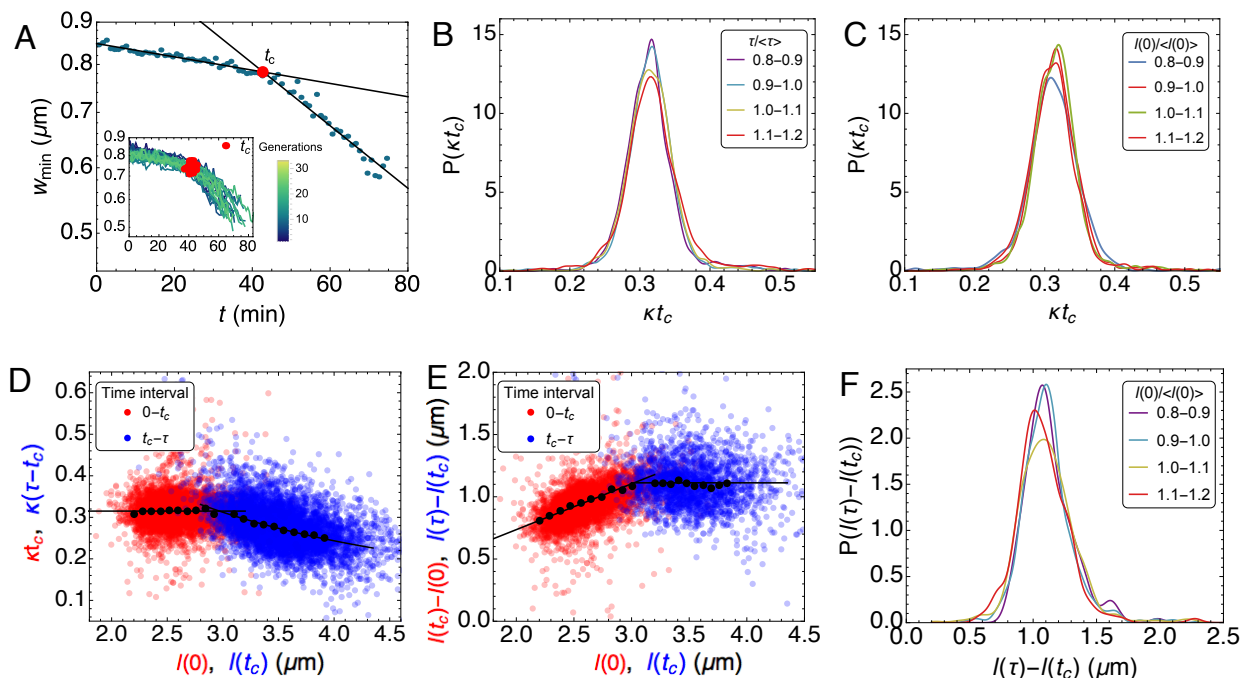 A
w_min (μm)
0.9
0.8
0.7
0.6
0.5
t_c
0.9
0.8
0.7
0.5
0 20 40 60 80
t_c
Generations
30
20
10
0 20 40 60 80
t (min)
B
P(κt_c)
15
10
5
0
τ/<τ>
0.8–0.9
0.9–1.0
1.0–1.1
1.1–1.2
0.1 0.2 0.3 0.4 0.5
κt_c
C
P(κt_c)
15
10
5
0
l(0)/<l(0)>
0.8–0.9
0.9–1.0
1.0–1.1
1.1–1.2
0.1 0.2 0.3 0.4 0.5
κt_c
D
κt_c, κ(τ–t_c)
0.6
0.5
0.4
0.3
0.2
0.1
Time interval
0–t_c
t_c–τ
2.0 2.5 3.0 3.5 4.0 4.5
l(0), l(t_c) (μm)
E
l(t_c)–l(0), l(τ)–l(t_c) (μm)
2.0
1.5
1.0
0.5
0.0
Time interval
0–t_c
t_c–τ
2.0 2.5 3.0 3.5 4.0 4.5
l(0), l(t_c) (μm)
F
P(l(τ)–l(t_c))
2.5
2.0
1.5
1.0
0.5
0.0
l(0)/<l(0)>
0.8–0.9
0.9–1.0
1.0–1.1
1.1–1.2
0.0 0.5 1.0 1.5 2.0 2.5
l(τ)–l(t_c) (μm)